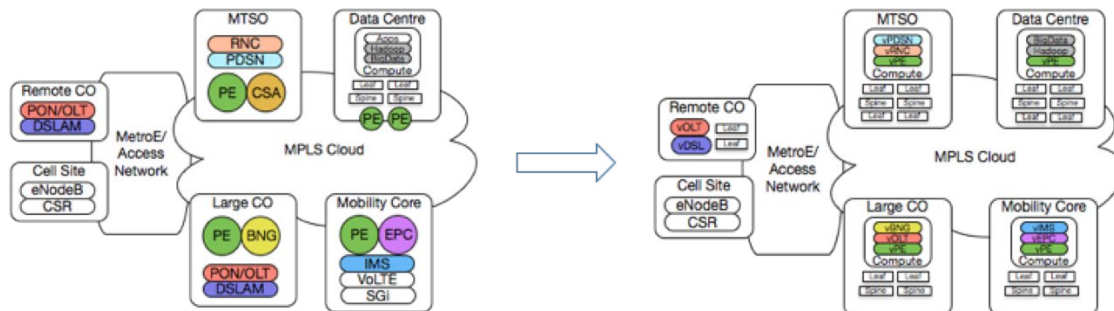 MTSO
RNC
PDSN
PE
CSA
Data Centre
Apps
Hadoop
BigData
Compute
Leaf Leaf
Spine Spine
PE PE
Remote CO
PON/OLT
DSLAM
Cell Site
eNodeB
CSR
MetroE/
Access
Network
MPLS Cloud
Large CO
PE
BNG
PON/OLT
DSLAM
Mobility Core
PE
EPC
IMS
VoLTE
SGi
MTSO
vPDSN
vRNC
vPE
Compute
Leaf Leaf
Spine Spine
Leaf Leaf
Data Centre
BigData
Hadoop
vPE
Compute
Leaf Leaf
Spine Spine
Leaf Leaf
Remote CO
vOLT
Leaf
vDSL
Leaf
Cell Site
eNodeB
CSR
MetroE/
Access
Network
MPLS Cloud
Large CO
vBNG
vOLT
vPE
Compute
Leaf Leaf
Spine Spine
Mobility Core
vIMS
vEPC
vPE
Compute
Leaf Leaf
Spine Spine